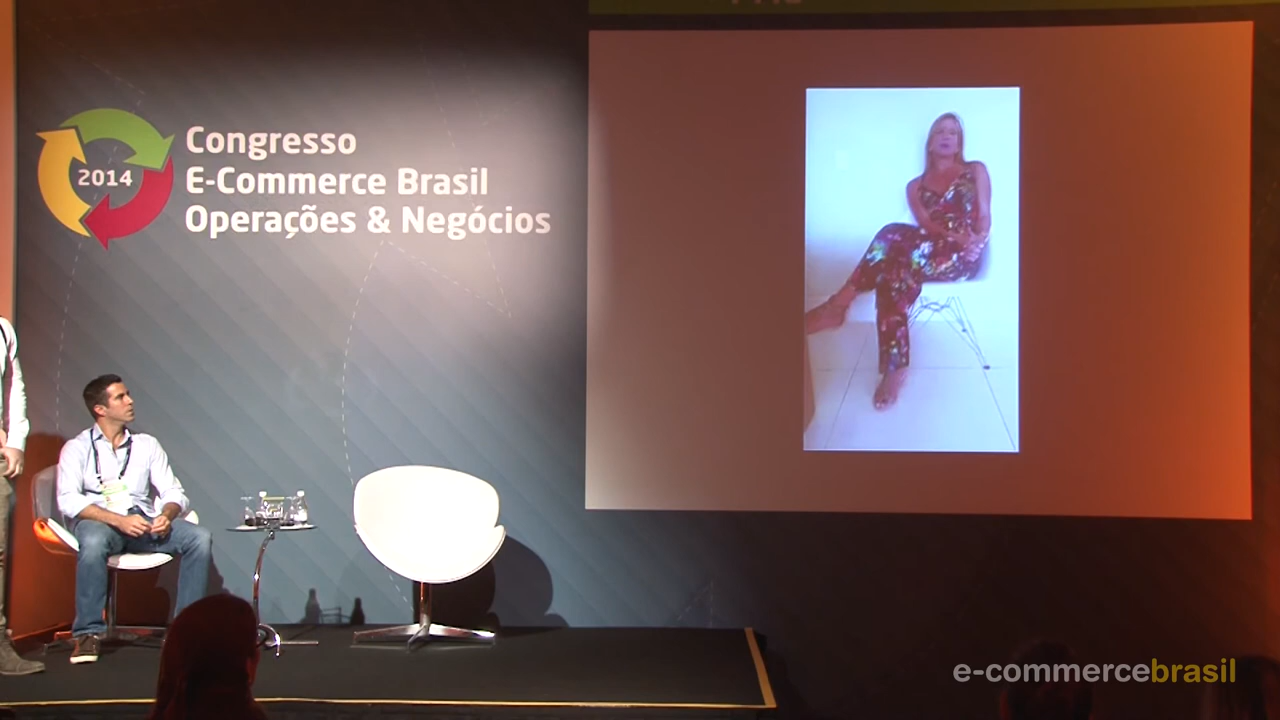 2014
Congresso
E-Commerce Brasil
Operações & Negócios
e-commercebrasil